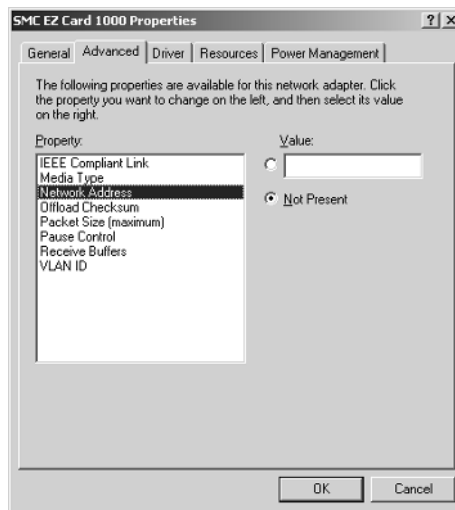 SMC EZ Card 1000 Properties
General Advanced Driver Resources Power Management
The following properties are available for this network adapter. Click
the property you want to change on the left, and then select its value
on the right.
Property:
Value:
IEEE Compliant Link
Media Type
Network Address
Offload Checksum
Packet Size (maximum)
Pause Control
Receive Buffers
VLAN ID
Not Present
OK Cancel